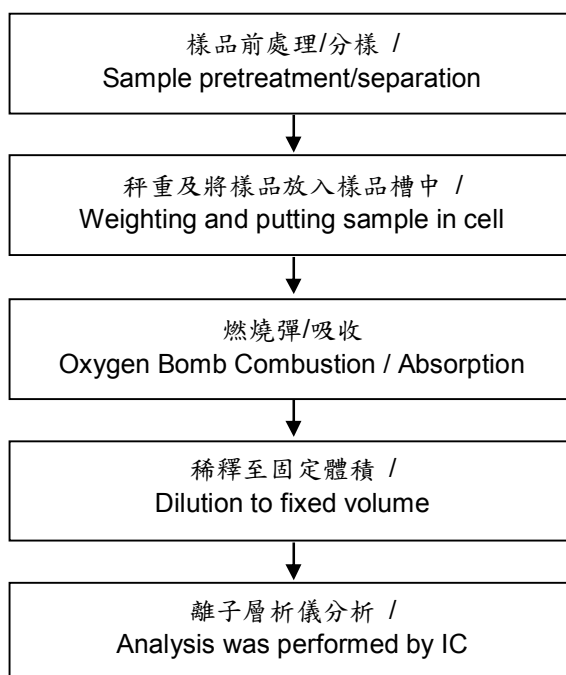 樣品前處理/分樣 /
Sample pretreatment/separation
秤重及將樣品放入樣品槽中 /
Weighting and putting sample in cell
燃燒彈/吸收
Oxygen Bomb Combustion / Absorption
稀釋至固定體積 /
Dilution to fixed volume
離子層析儀分析 /
Analysis was performed by IC